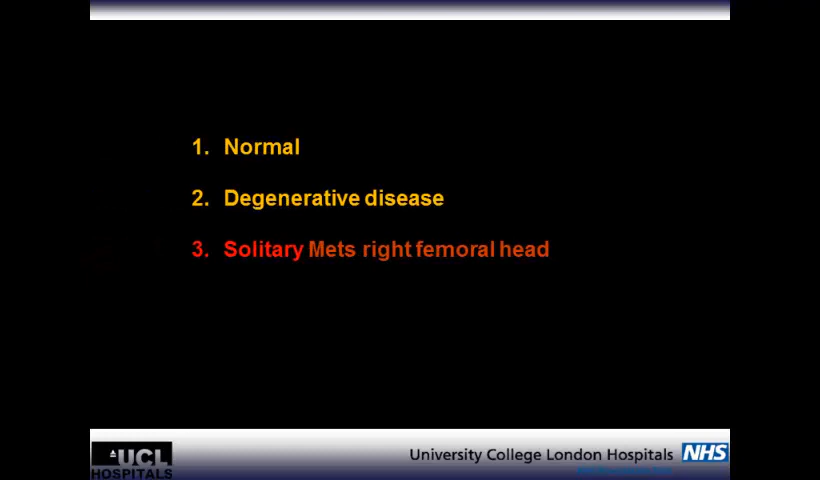 1. Normal
2. Degenerative disease
3. Solitary Mets right femoral head
UCL
HOSPITALS
University College London Hospitals NHS